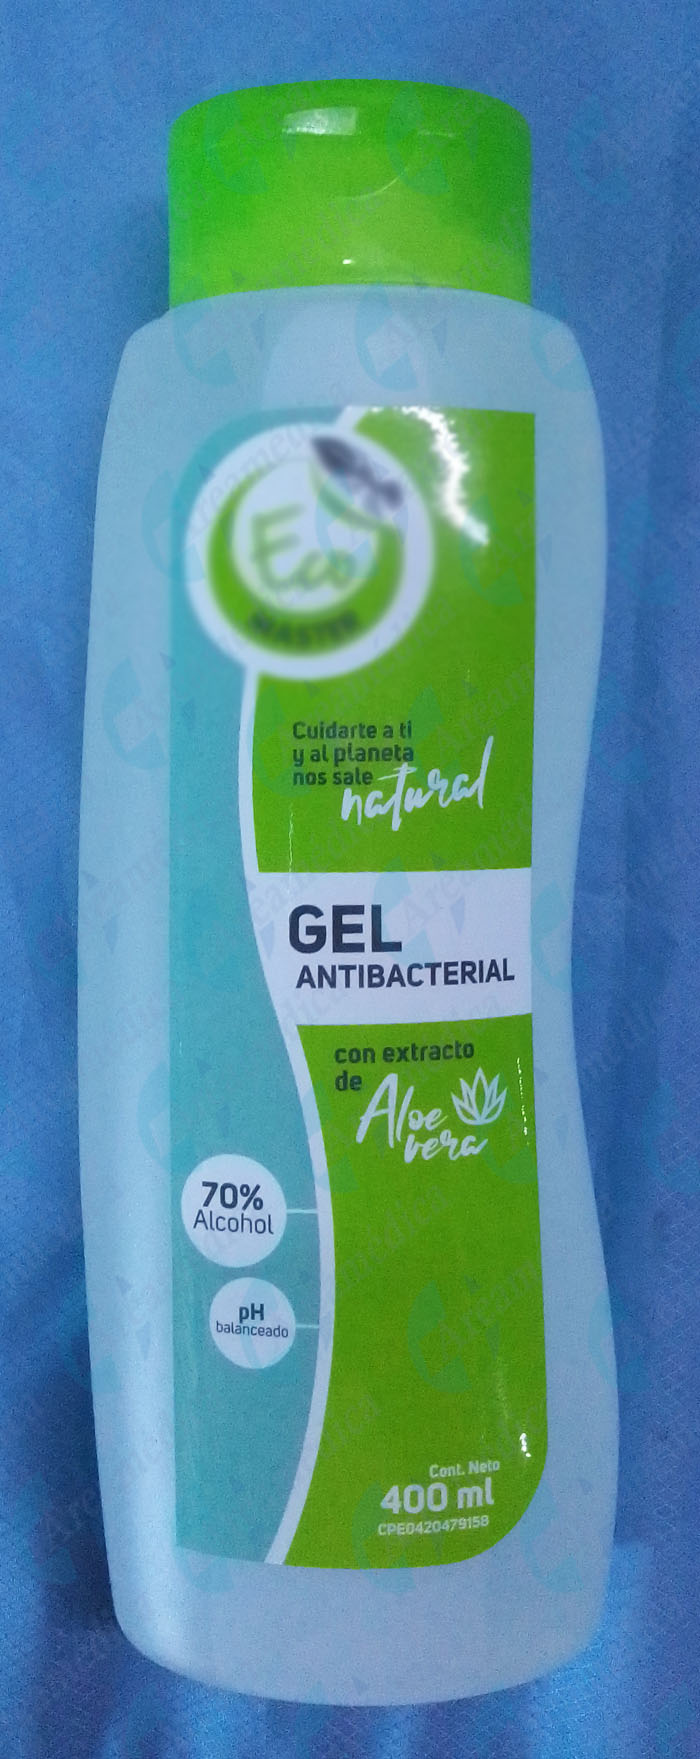 Eco
MASTER
Cuidarte a ti
y al planeta
nos sale natural
GEL
ANTIBACTERIAL
con extracto
de Aloe
vera
70%
Alcohol
pH
balanceado
Cont. Neto
400 ml
CPE0420479158
Areamédica